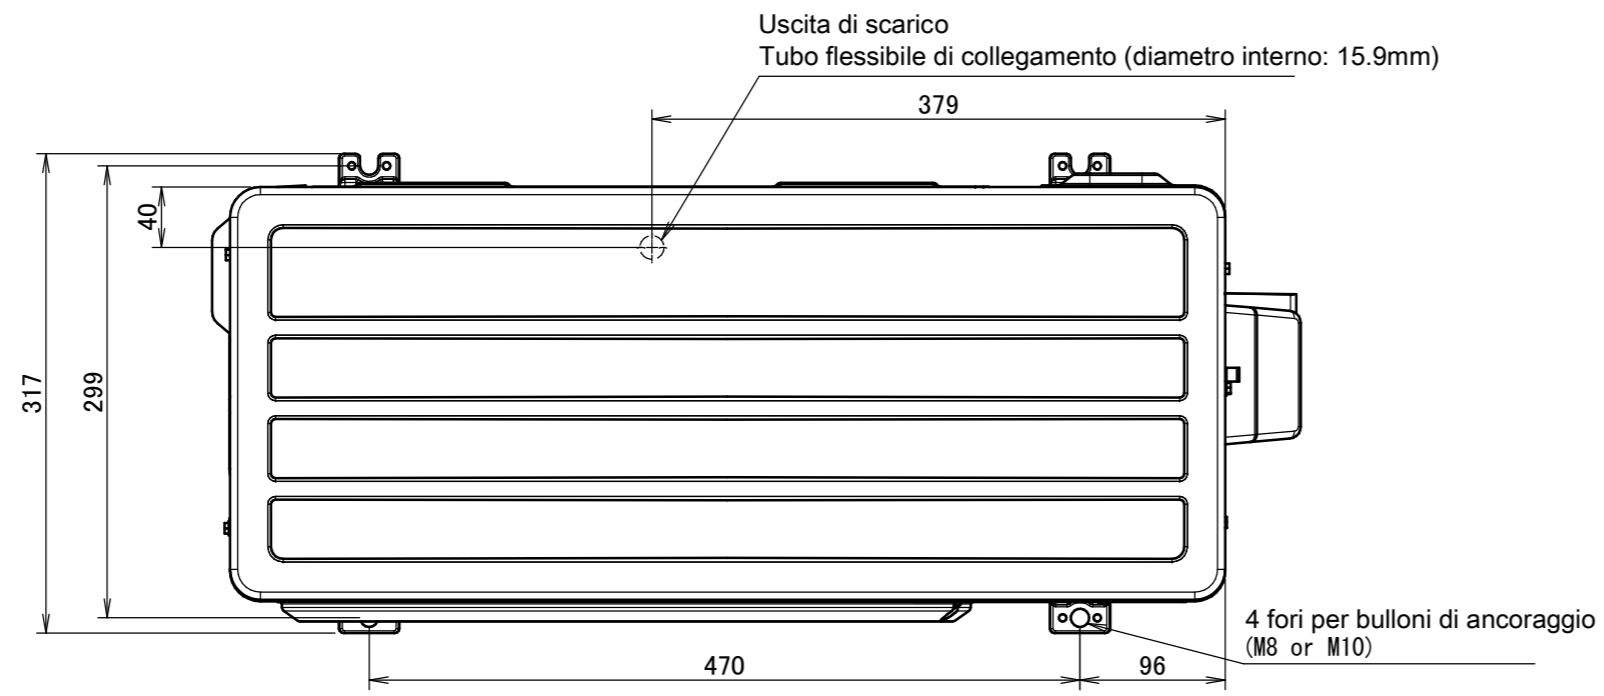 Uscita di scarico
Tubo flessibile di collegamento (diametro interno: 15.9mm)
379
40
317
299
4 fori per bulloni di ancoraggio
(M8 or M10)
470
96